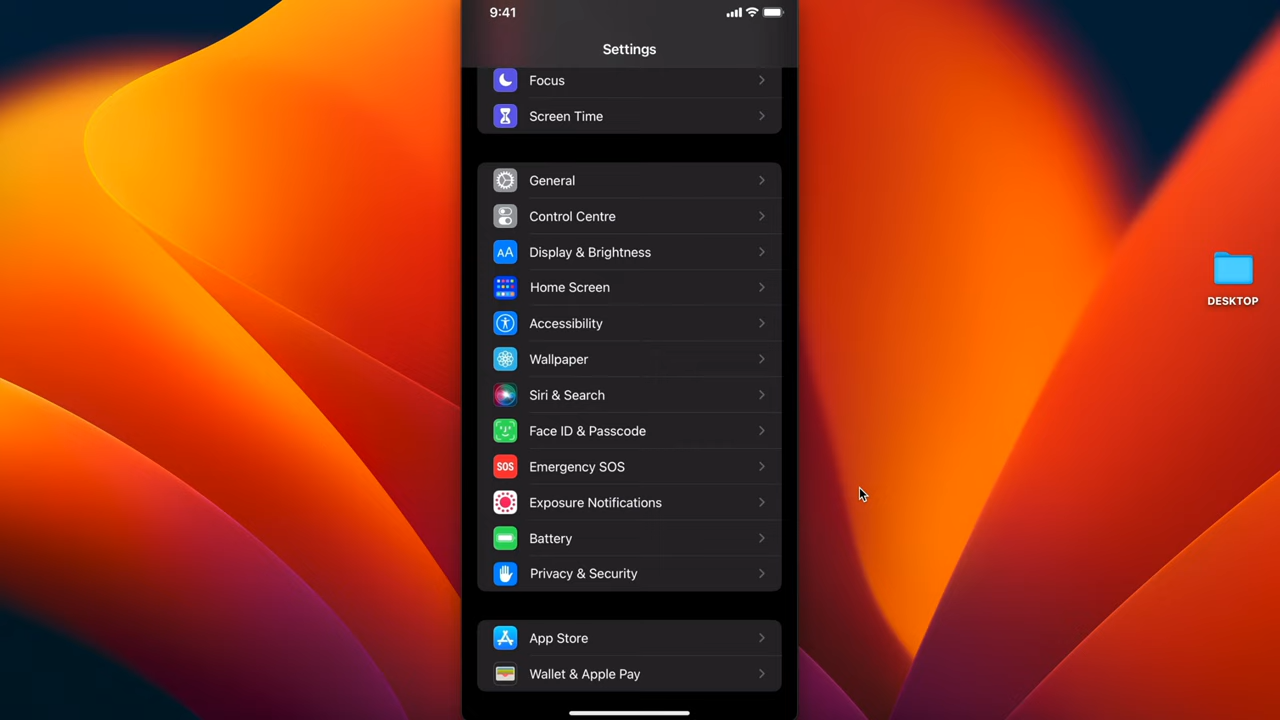 9:41
Settings
Focus
Screen Time
General
Control Centre
AA Display & Brightness
Home Screen
Accessibility
Wallpaper
Siri & Search
Face ID & Passcode
SOS Emergency SOS
Exposure Notifications
Battery
Privacy & Security
App Store
Wallet & Apple Pay
DESKTOP